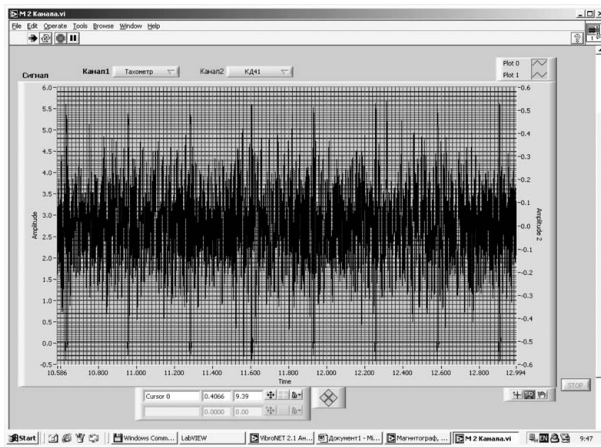 M 2 Канала.vi
File Edit Operate Tools Browse Window Help
Сигнал
Канал1 Тахометр
Канал2 КД41
Plot 0
Plot 1
6.0
5.5
5.0
4.5
4.0
3.5
3.0
2.5
2.0
1.5
1.0
0.5
0.0
-0.5
Amplitude
0.6
0.5
0.4
0.3
0.2
0.1
0.0
-0.1
-0.2
-0.3
-0.4
-0.5
-0.6
Amplitude 2
10.586 10.800 11.000 11.200 11.400 11.600 11.800 12.000 12.200 12.400 12.600 12.800 12.994
Time
Cursor 0 0.4066 9.39
0.0000 0.00
STOP
Start Windows Comm... LabVIEW VibroNET 2.1 Ан... Документ1 - Mi... Магнитограф, ... M 2 Канала.vi EN 9:47